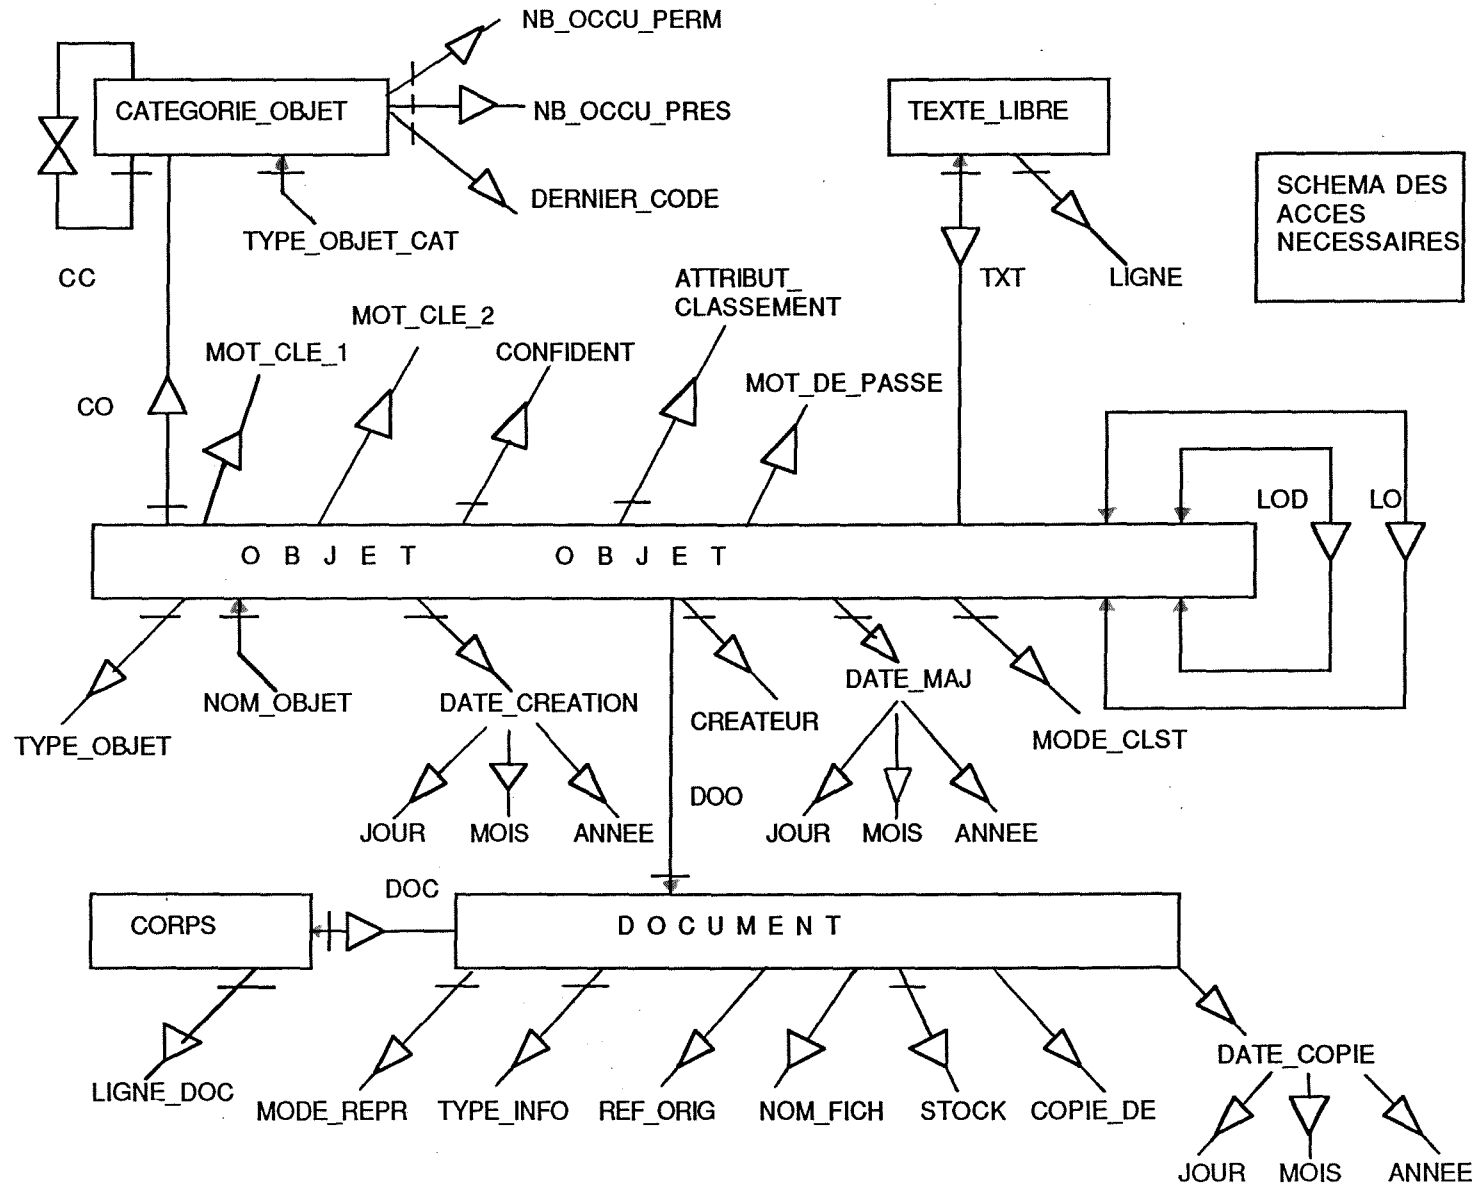 NB_OCCU_PERM
CATEGORIE_OBJET
NB_OCCU_PRES
TEXTE_LIBRE
DERNIER_CODE
SCHEMA DES
ACCES
NECESSAIRES
TYPE_OBJET_CAT
CC
TXT
LIGNE
ATTRIBUT_
CLASSEMENT
MOT_CLE_2
MOT_CLE_1
CONFIDENT
MOT_DE_PASSE
CO
LOD
LO
O B J E T
O B J E T
TYPE_OBJET
NOM_OBJET
DATE_CREATION
CREATEUR
DATE_MAJ
MODE_CLST
JOUR
MOIS
ANNEE
DOO
JOUR
MOIS
ANNEE
DOC
CORPS
D O C U M E N T
LIGNE_DOC
MODE_REPR
TYPE_INFO
REF_ORIG
NOM_FICH
STOCK
COPIE_DE
DATE_COPIE
JOUR
MOIS
ANNEE